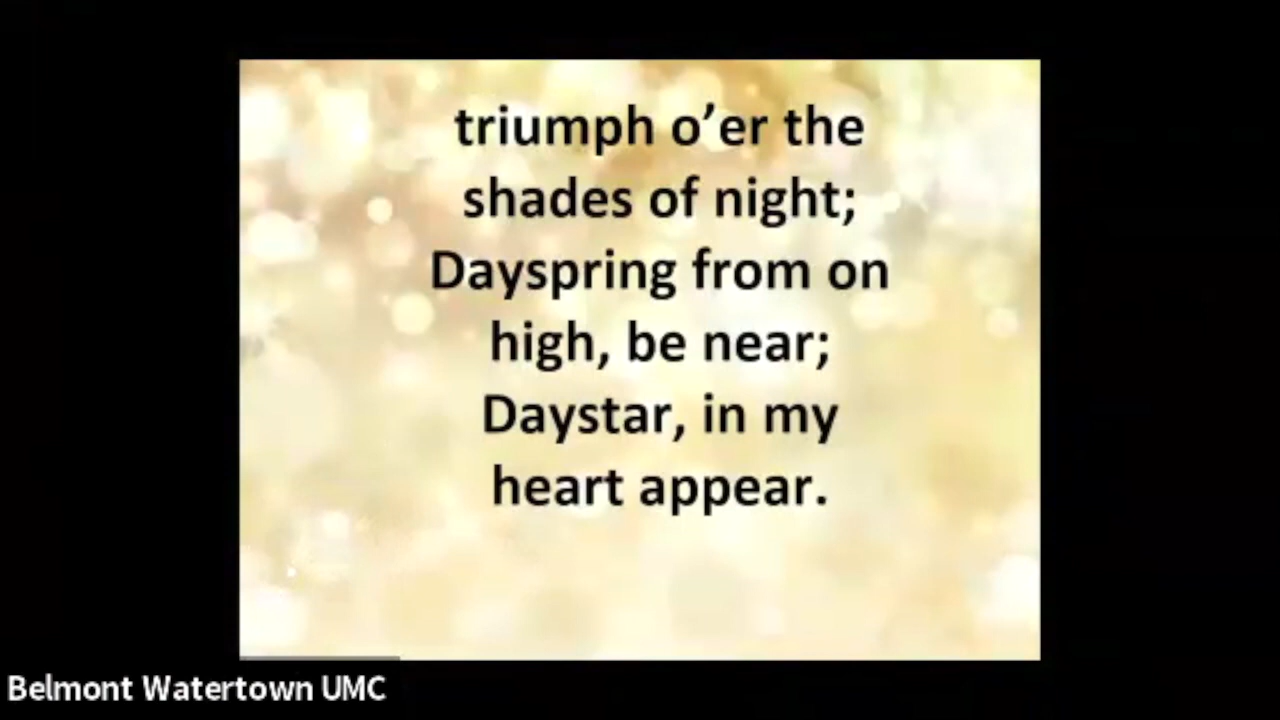 triumph o’er the
shades of night;
Dayspring from on
high, be near;
Daystar, in my
heart appear.
Belmont Watertown UMC